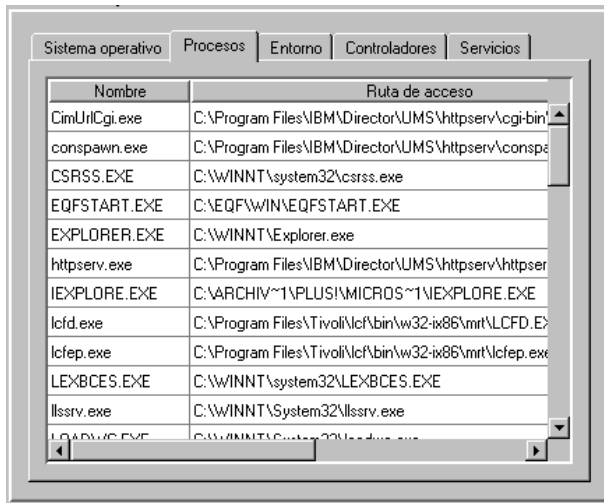 Sistema operativo Procesos Entorno Controladores Servicios
Nombre Ruta de acceso
CimUrlCgi.exe C:\Program Files\IBM\Director\UMS\httpserv\cgi-bin\
conspawn.exe C:\Program Files\IBM\Director\UMS\httpserv\conspa
CSRSS.EXE C:\WINNT\system32\csrss.exe
EQFSTART.EXE C:\EQF\WIN\EQFSTART.EXE
EXPLORER.EXE C:\WINNT\Explorer.exe
httpserv.exe C:\Program Files\IBM\Director\UMS\httpserv\httpser
IEXPLORE.EXE C:\ARCHIV~1\PLUS!\MICROS~1\IEXPLORE.EXE
lcfd.exe C:\Program Files\Tivoli\lcf\bin\w32-ix86\mrt\LCFD.EX
lcfep.exe C:\Program Files\Tivoli\lcf\bin\w32-ix86\mrt\lcfep.exe
LEXBCES.EXE C:\WINNT\system32\LEXBCES.EXE
llssrv.exe C:\WINNT\System32\llssrv.exe